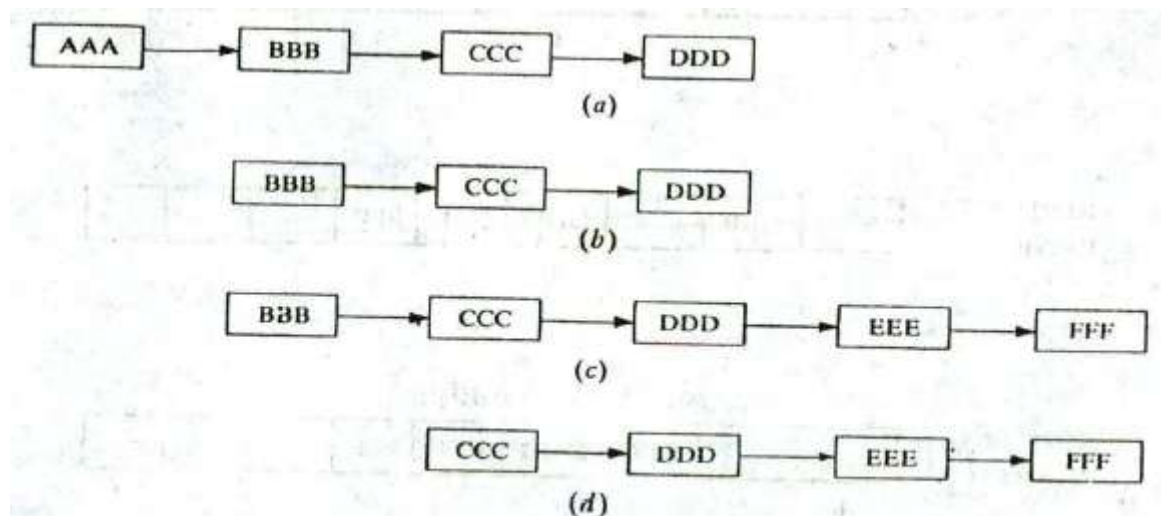 AAA BBB CCC DDD
(a)
BBB CCC DDD
(b)
BBB CCC DDD EEE FFF
(c)
CCC DDD EEE FFF
(d)